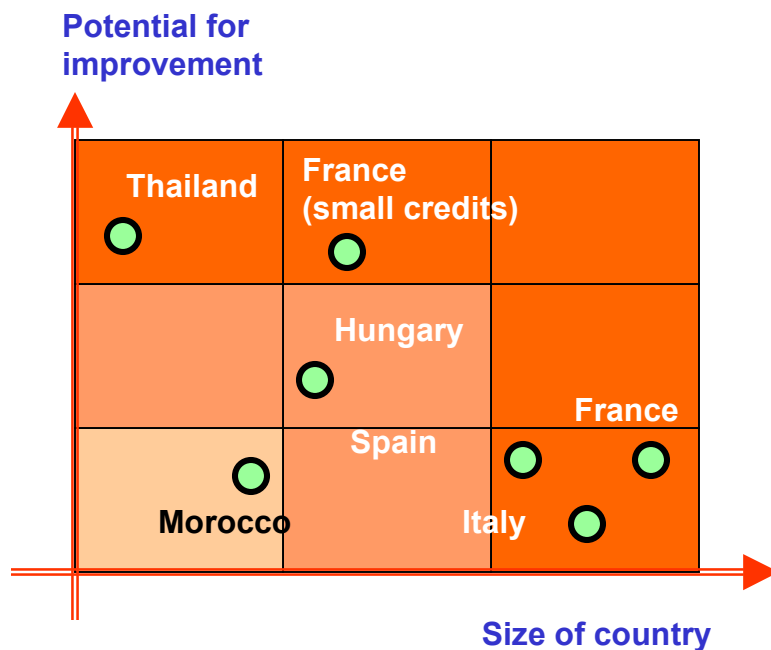 Potential for
improvement
Thailand
France
(small credits)
Hungary
France
Spain
Morocco
Italy
Size of country